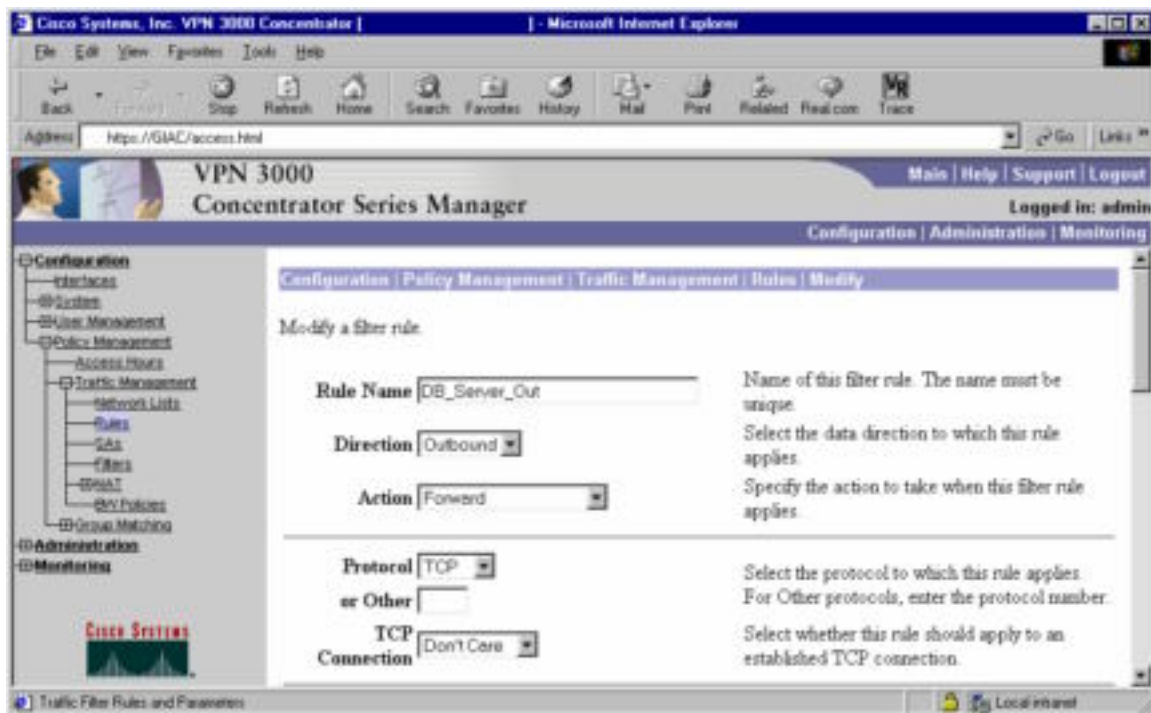 Cisco Systems, Inc. VPN 3000 Concentrator [ ] - Microsoft Internet Explorer
File Edit View Favorites Tools Help
Back Forward Stop Refresh Home Search Favorites History Mail Print Related Real.com Trace
Address https://GIAC/access.html Go Links »
VPN 3000
Concentrator Series Manager
Main | Help | Support | Logout
Logged in: admin
Configuration | Administration | Monitoring
Configuration
Interfaces
System
User Management
Policy Management
Access Hours
Traffic Management
Network Lists
Rules
SAs
Filters
NAT
BW Policies
Group Matching
Administration
Monitoring
CISCO SYSTEMS
Configuration | Policy Management | Traffic Management | Rules | Modify
Modify a filter rule.
Rule Name DB_Server_Out
Name of this filter rule. The name must be
unique.
Direction Outbound
Select the data direction to which this rule
applies.
Action Forward
Specify the action to take when this filter rule
applies.
Protocol TCP
or Other
Select the protocol to which this rule applies.
For Other protocols, enter the protocol number.
TCP
Connection Don't Care
Select whether this rule should apply to an
established TCP connection.
Traffic Filter Rules and Parameters
Local intranet